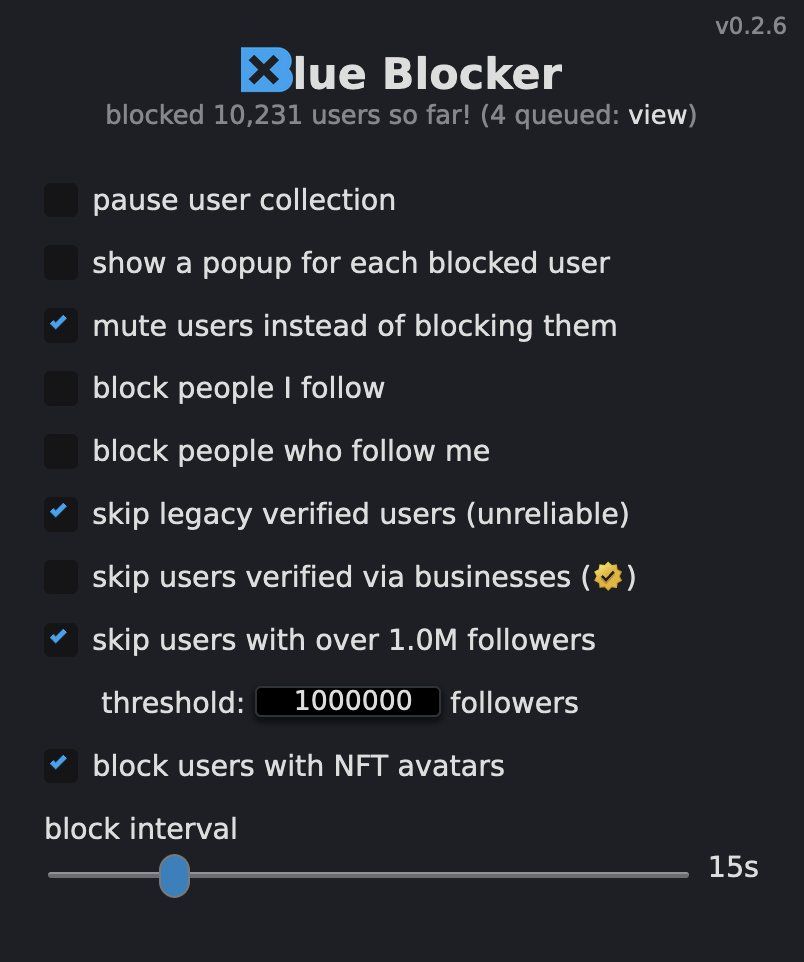 v0.2.6
Blue Blocker
blocked 10,231 users so far! (4 queued: view)
pause user collection
show a popup for each blocked user
mute users instead of blocking them
block people I follow
block people who follow me
skip legacy verified users (unreliable)
skip users verified via businesses ()
skip users with over 1.0M followers
threshold: 1000000 followers
block users with NFT avatars
block interval
15s